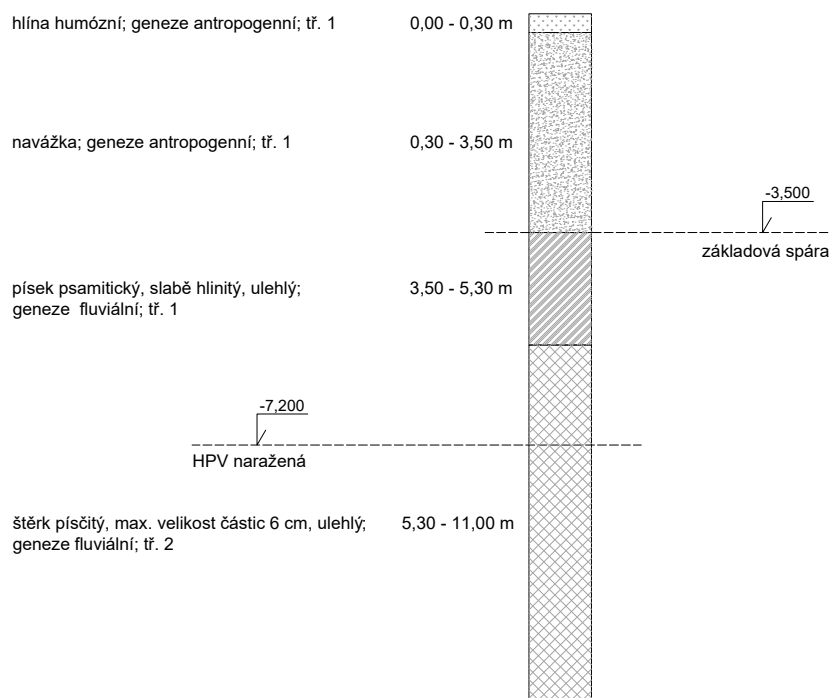 hlína humózní; geneze antropogenní; tř. 1 0,00 - 0,30 m
navážka; geneze antropogenní; tř. 1 0,30 - 3,50 m
-3,500
základová spára
písek psamitický, slabě hlinitý, ulehlý; 3,50 - 5,30 m
geneze fluviální; tř. 1
-7,200
HPV naražená
štěrk písčitý, max. velikost částic 6 cm, ulehlý; 5,30 - 11,00 m
geneze fluviální; tř. 2